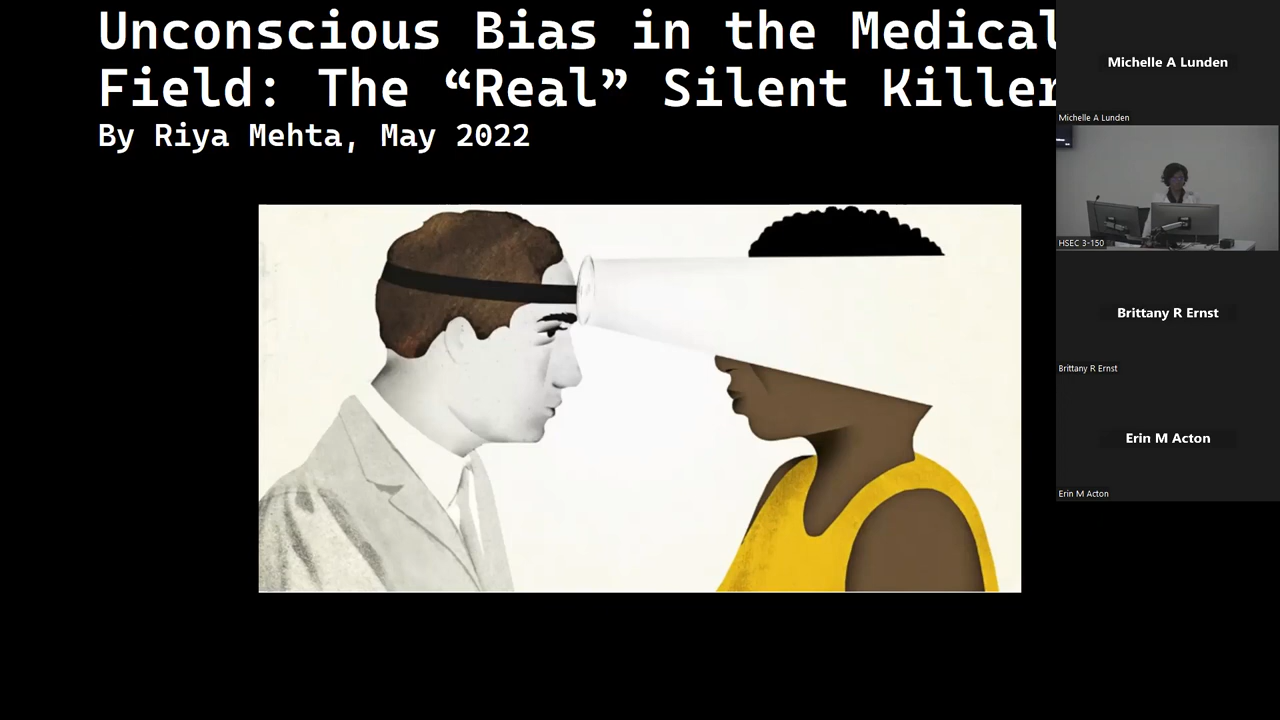 Unconscious Bias in the Medical
Field: The “Real” Silent Killer
By Riya Mehta, May 2022
Michelle A Lunden
Michelle A Lunden
HSEC 3-150
Brittany R Ernst
Brittany R Ernst
Erin M Acton
Erin M Acton